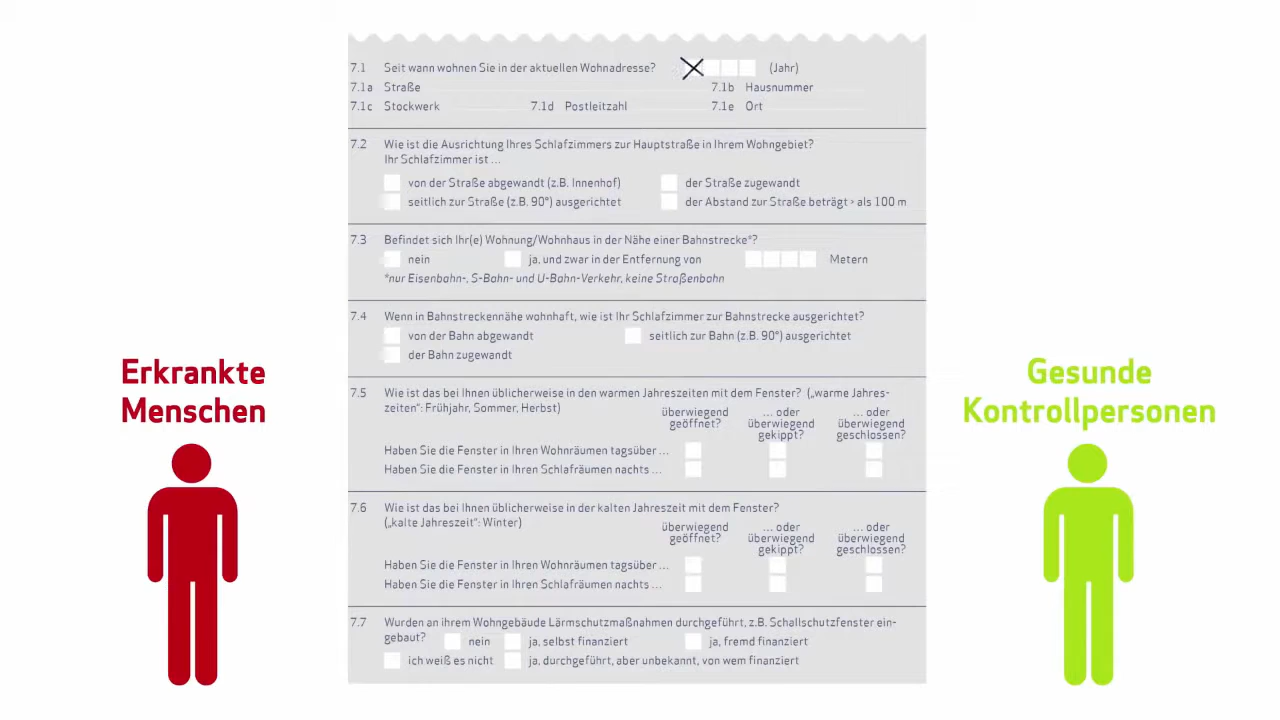 7.1 Seit wann wohnen Sie in der aktuellen Wohnadresse? (Jahr)
7.1a Straße 7.1b Hausnummer
7.1c Stockwerk 7.1d Postleitzahl 7.1e Ort
7.2 Wie ist die Ausrichtung Ihres Schlafzimmers zur Hauptstraße in Ihrem Wohngebiet?
Ihr Schlafzimmer ist ...
von der Straße abgewandt (z.B. Innenhof) der Straße zugewandt
seitlich zur Straße (z.B. 90°) ausgerichtet der Abstand zur Straße beträgt > als 100 m
7.3 Befindet sich Ihr(e) Wohnung/Wohnhaus in der Nähe einer Bahnstrecke*?
nein ja, und zwar in der Entfernung von Metern
*nur Eisenbahn-, S-Bahn- und U-Bahn-Verkehr, keine Straßenbahn
7.4 Wenn in Bahnstreckennähe wohnhaft, wie ist Ihr Schlafzimmer zur Bahnstrecke ausgerichtet?
von der Bahn abgewandt seitlich zur Bahn (z.B. 90°) ausgerichtet
der Bahn zugewandt
7.5 Wie ist das bei Ihnen üblicherweise in den warmen Jahreszeiten mit dem Fenster? („warme Jahres-
zeiten“: Frühjahr, Sommer, Herbst)
überwiegend ... oder ... oder
geöffnet? überwiegend überwiegend
gekippt? geschlossen?
Haben Sie die Fenster in Ihren Wohnräumen tagsüber ...
Haben Sie die Fenster in Ihren Schlafräumen nachts ...
7.6 Wie ist das bei Ihnen üblicherweise in der kalten Jahreszeit mit dem Fenster?
(„kalte Jahreszeit“: Winter)
überwiegend ... oder ... oder
geöffnet? überwiegend überwiegend
gekippt? geschlossen?
Haben Sie die Fenster in Ihren Wohnräumen tagsüber ...
Haben Sie die Fenster in Ihren Schlafräumen nachts ...
7.7 Wurden an ihrem Wohngebäude Lärmschutzmaßnahmen durchgeführt, z.B. Schallschutzfenster ein-
gebaut? nein ja, selbst finanziert ja, fremd finanziert
ich weiß es nicht ja, durchgeführt, aber unbekannt, von wem finanziert
Erkrankte
Menschen
Gesunde
Kontrollpersonen